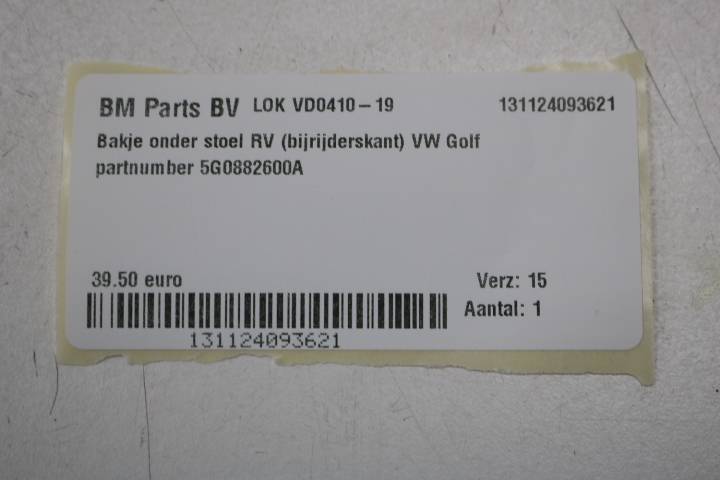 BM Parts BV LOK VD0410-19 131124093621
Bakje onder stoel RV (bijrijderskant) VW Golf
partnumber 5G0882600A
39.50 euro Verz: 15
Aantal: 1
131124093621